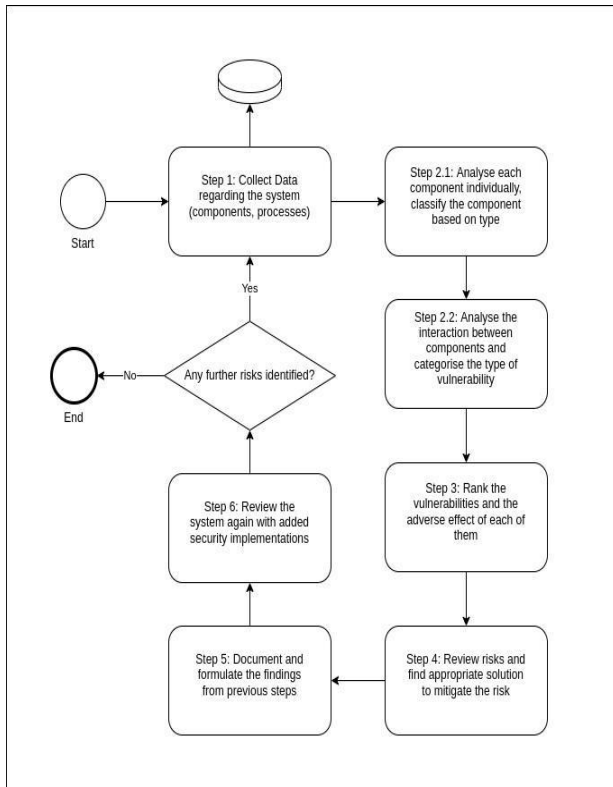 Start
Step 1: Collect Data
regarding the system
(components, processes)
Step 2.1: Analyse each
component individually,
classify the component
based on type
Step 2.2: Analyse the
interaction between
components and
categorise the type of
vulnerability
Step 3: Rank the
vulnerabilities and the
adverse effect of each of
them
Step 4: Review risks and
find appropriate solution
to mitigate the risk
Step 5: Document and
formulate the findings
from previous steps
Step 6: Review the
system again with added
security implementations
Any further risks identified?
Yes
No
End